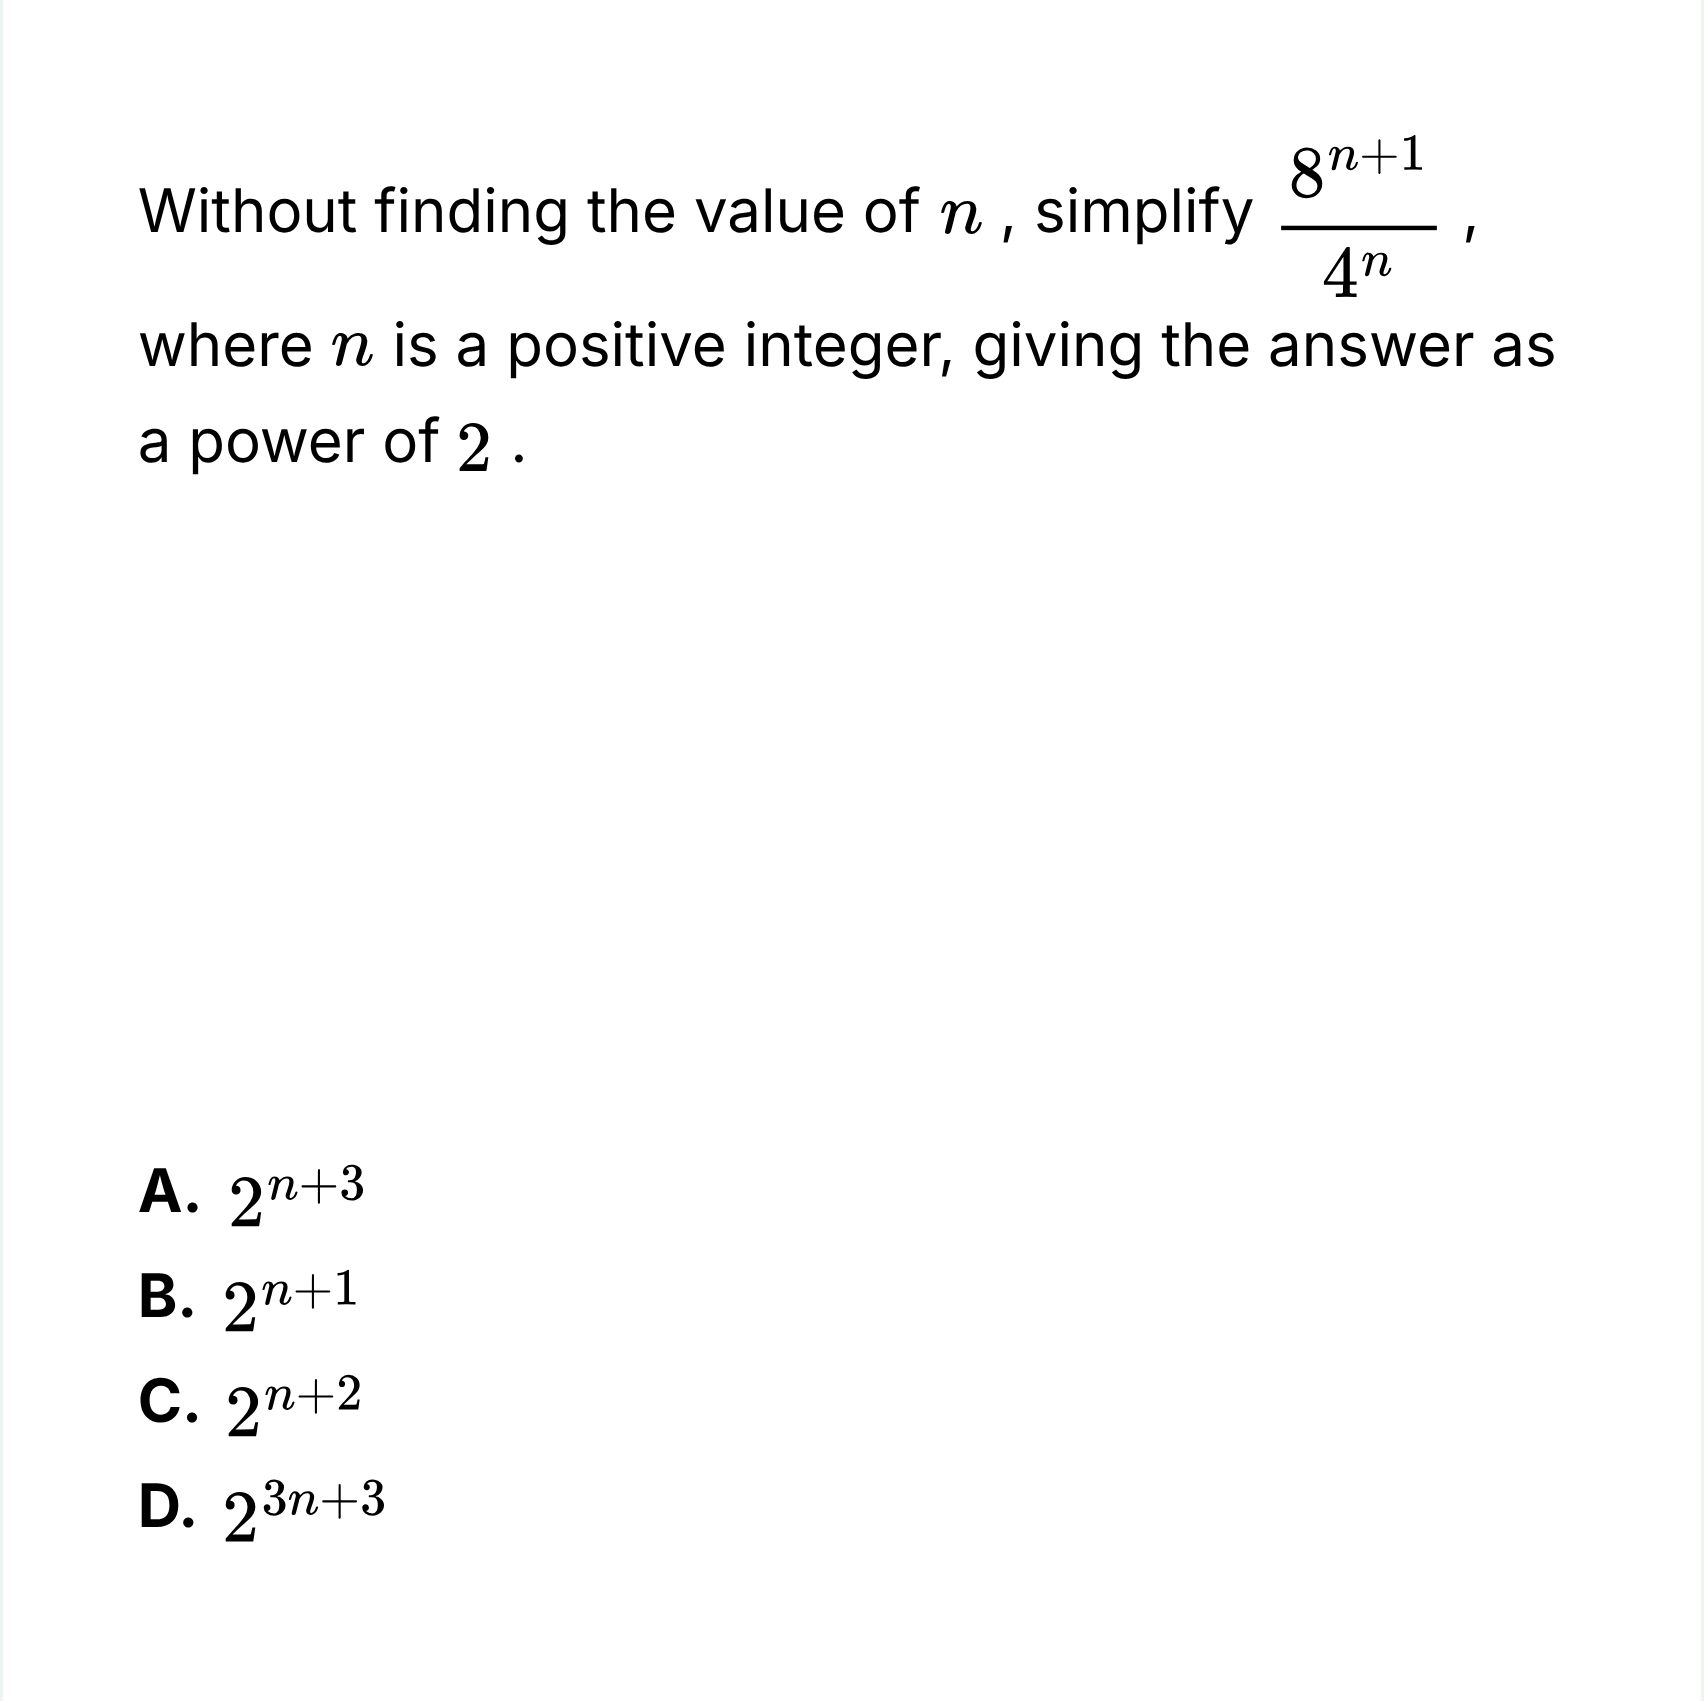 Without finding the value of $n$ , simplify $\frac{8^{n+1}}{4^n}$ ,
where $n$ is a positive integer, giving the answer as
a power of $2$ .
A. $2^{n+3}$
B. $2^{n+1}$
C. $2^{n+2}$
D. $2^{3n+3}$